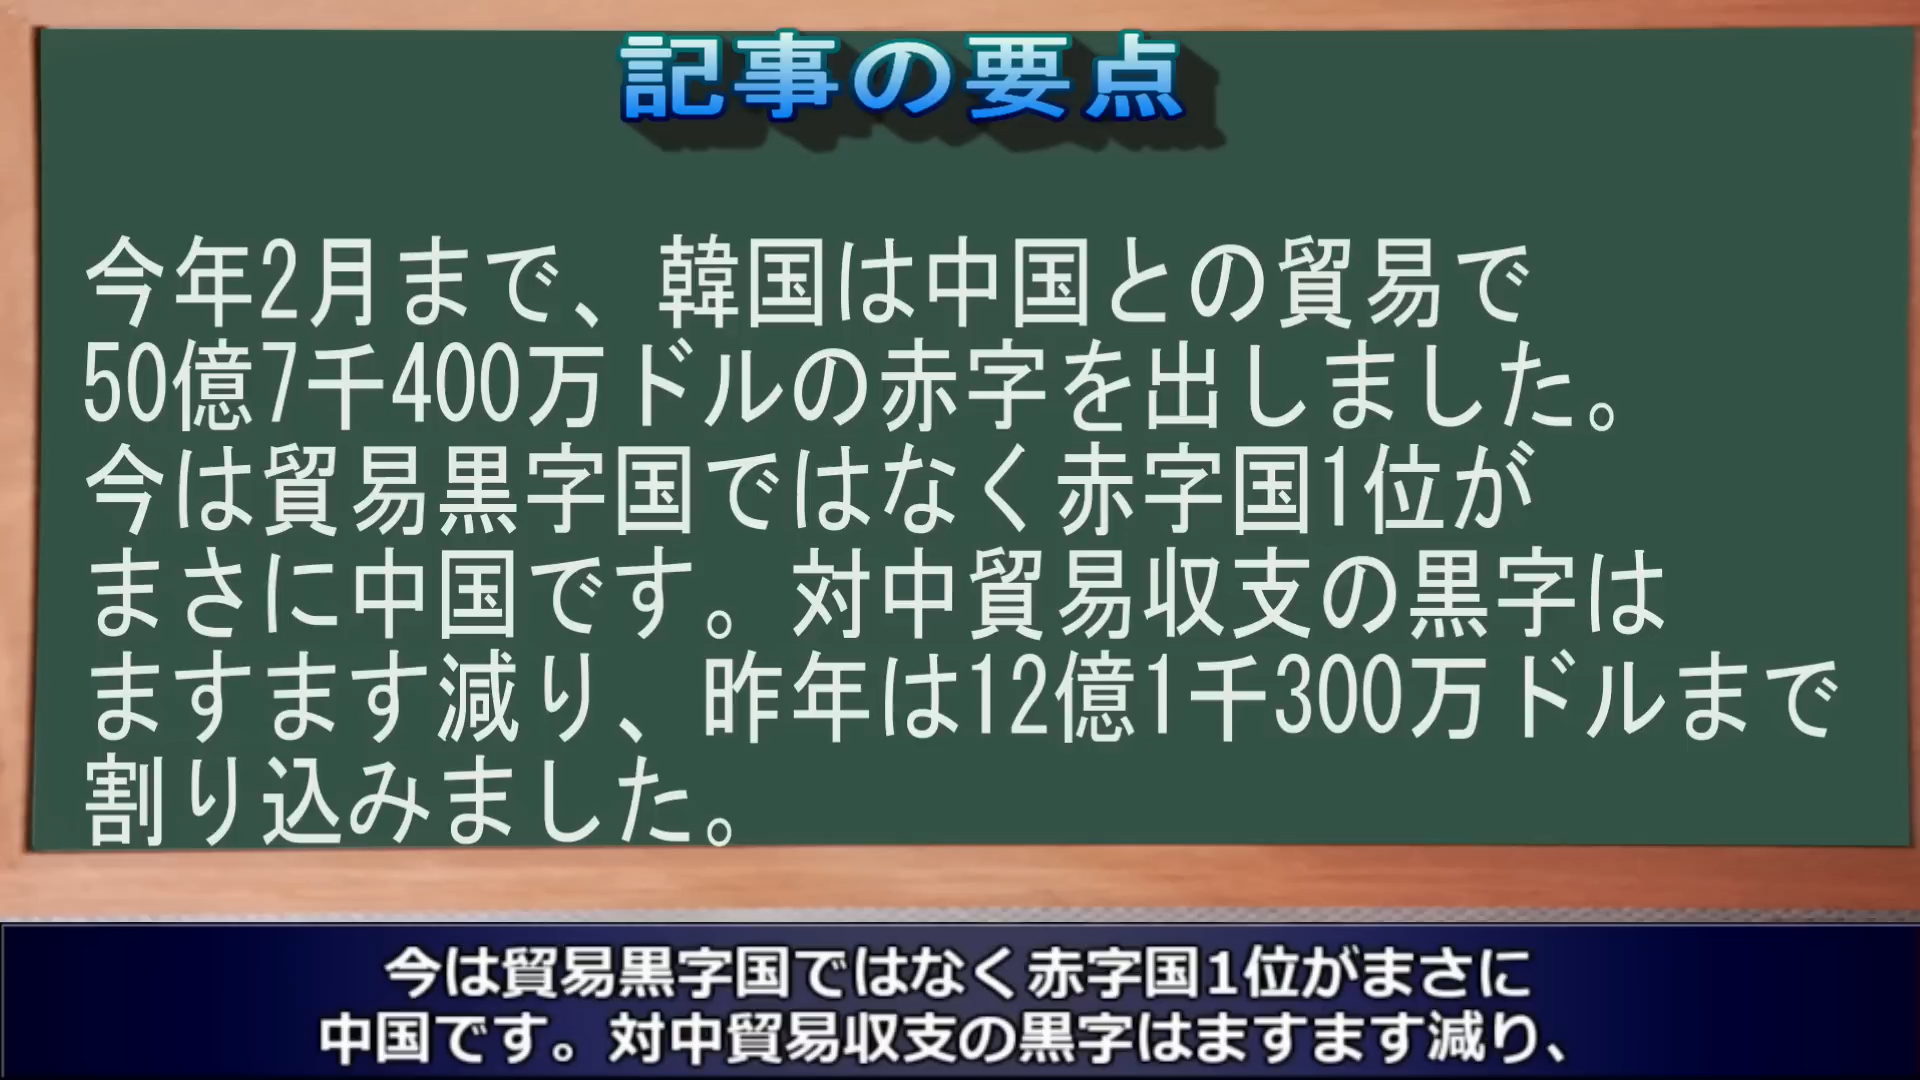 記事の要点
今年2月まで、韓国は中国との貿易で
50億7千400万ドルの赤字を出しました。
今は貿易黒字国ではなく赤字国1位が
まさに中国です。対中貿易収支の黒字は
ますます減り、昨年は12億1千300万ドルまで
割り込みました。
今は貿易黒字国ではなく赤字国1位がまさに
中国です。対中貿易収支の黒字はますます減り、